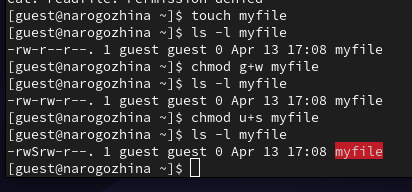 cat: readfile: Permission denied
[guest@narogozhina ~]$ touch myfile
[guest@narogozhina ~]$ ls -l myfile
-rw-r--r--. 1 guest guest 0 Apr 13 17:08 myfile
[guest@narogozhina ~]$ chmod g+w myfile
[guest@narogozhina ~]$ ls -l myfile
-rw-rw-r--. 1 guest guest 0 Apr 13 17:08 myfile
[guest@narogozhina ~]$ chmod u+s myfile
[guest@narogozhina ~]$ ls -l myfile
-rwSrw-r--. 1 guest guest 0 Apr 13 17:08 myfile
[guest@narogozhina ~]$